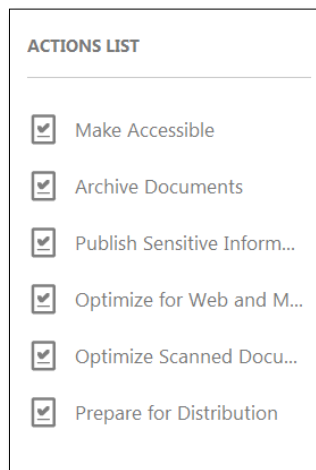 ACTIONS LIST
Make Accessible
Archive Documents
Publish Sensitive Inform...
Optimize for Web and M...
Optimize Scanned Docu...
Prepare for Distribution